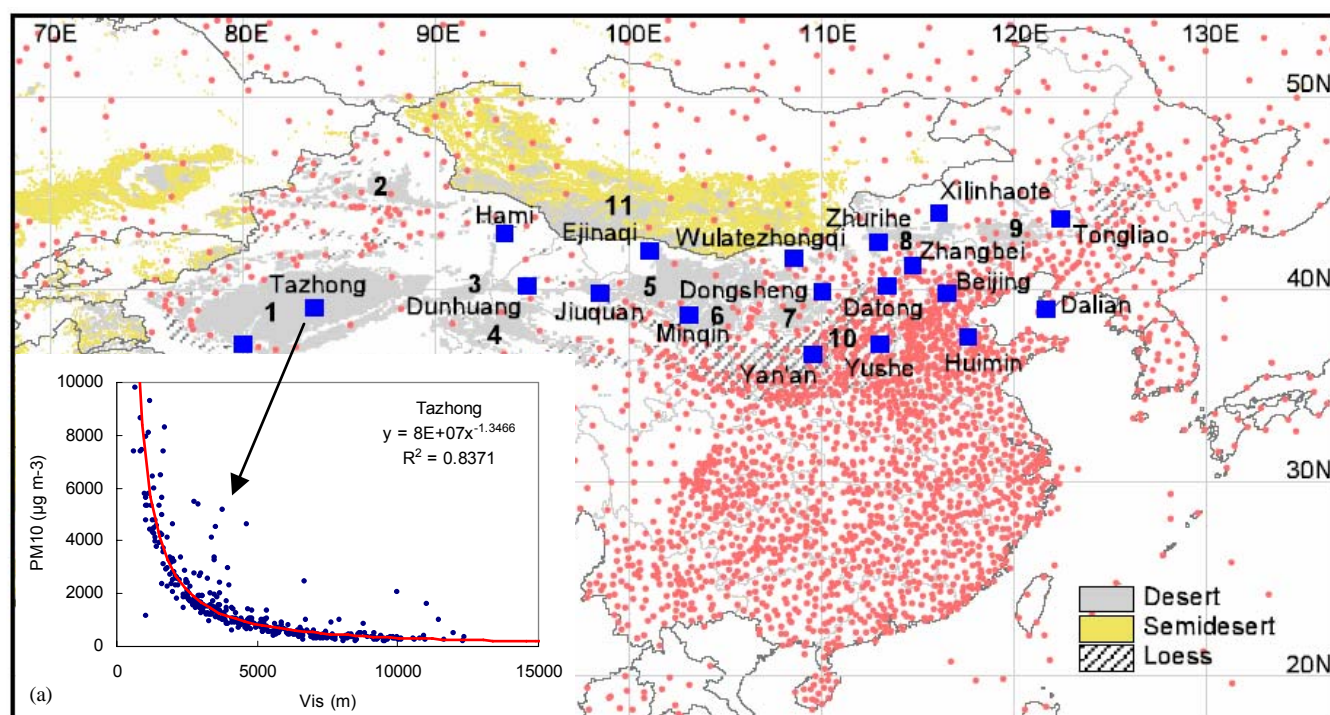 70E 80E 90E 100E 110E 120E 130E
50N
2
11
Xilinhaote
Hami
Zhurihe
9
Ejinaqi
Wulatezhongqi
8
Tongliao
Zhangbei
40N
Tazhong
3
5
Dongsheng
Beijing
1
Dunhuang
Jiuquan
6
7
Datong
Dalian
4
Minqin
10
Yan'an
Yushe
Huimin
10000
Tazhong
y = 8E+07x^-1.3466
R² = 0.8371
8000
6000
4000
2000
0
PM10 (µg m-3)
0 5000 10000 15000
Vis (m)
(a)
30N
Desert
Semidesert
Loess
20N